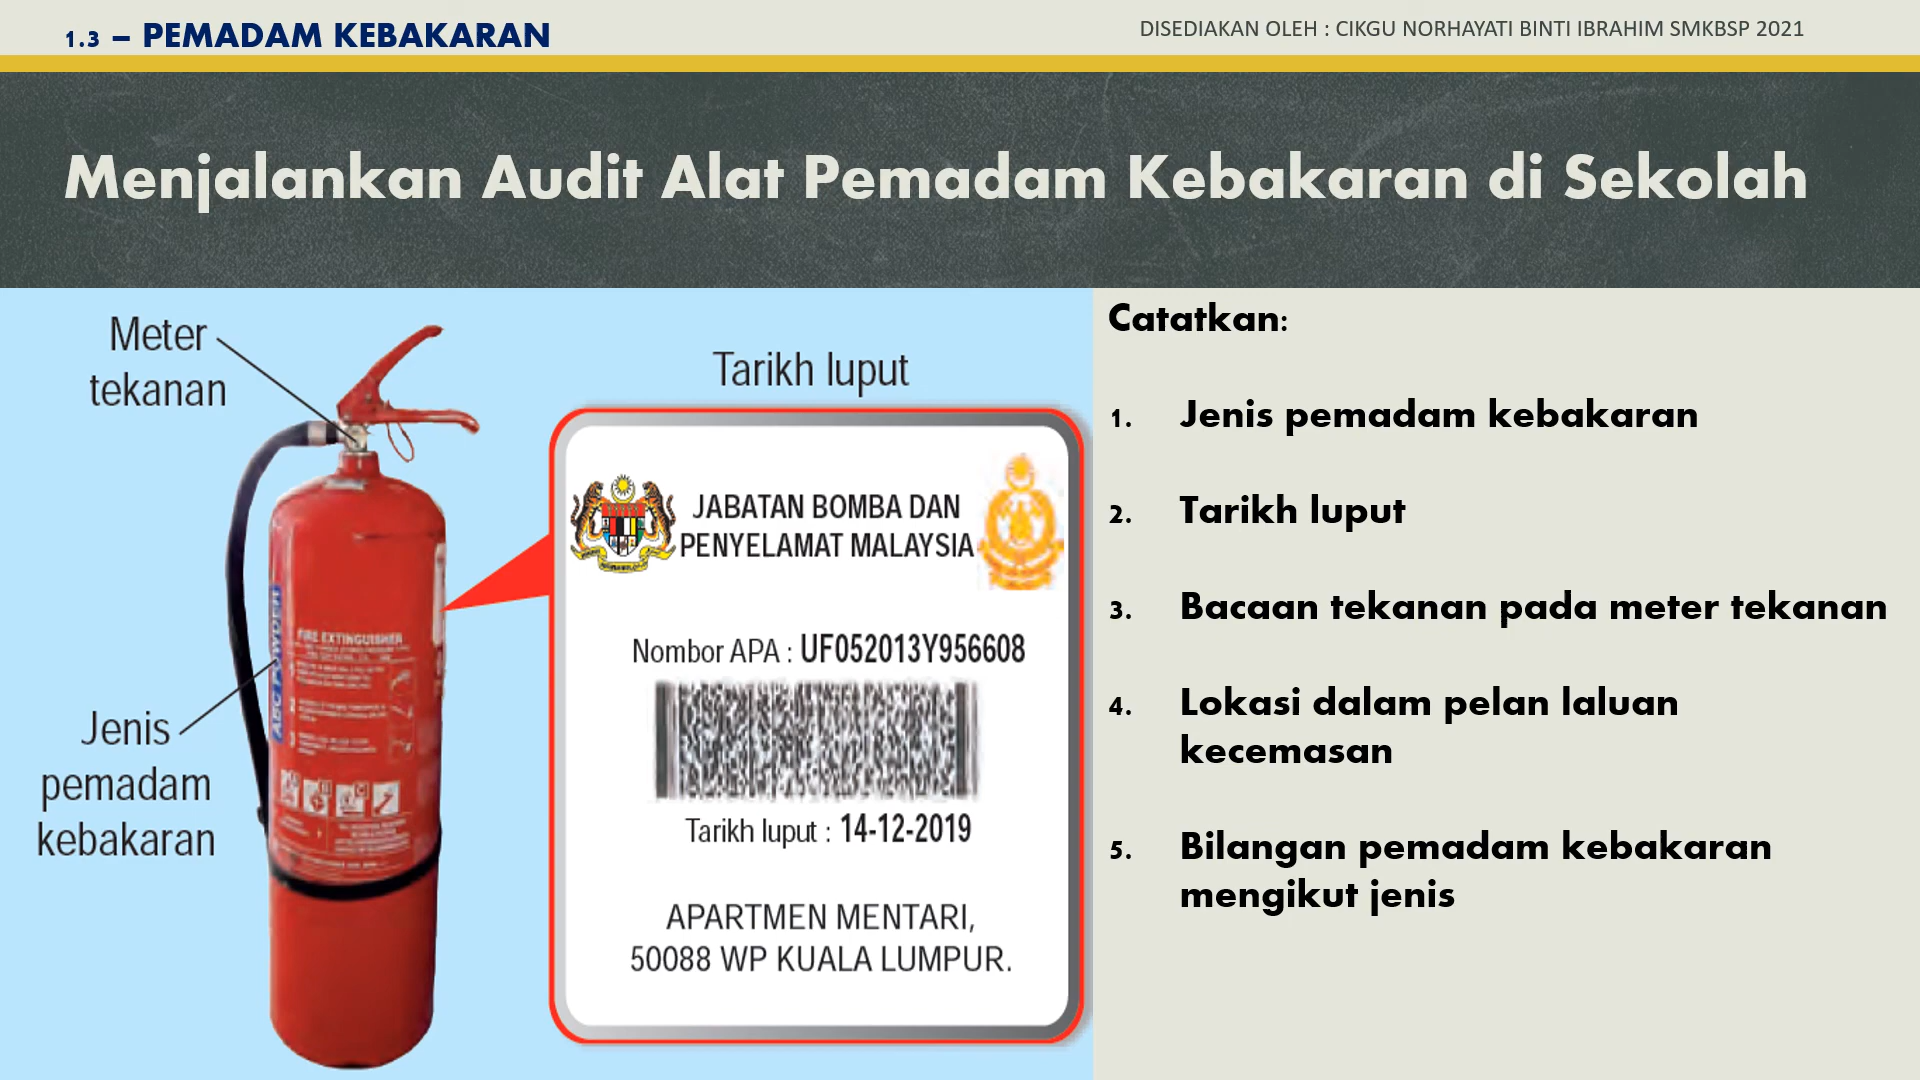 1.3 – PEMADAM KEBAKARAN
DISEDIAKAN OLEH : CIKGU NORHAYATI BINTI IBRAHIM SMKBSP 2021
Menjalankan Audit Alat Pemadam Kebakaran di Sekolah
Meter
tekanan
Jenis
pemadam
kebakaran
ABC POWDER
FIRE EXTINGUISHER
Tarikh luput
JABATAN BOMBA DAN
PENYELAMAT MALAYSIA
Nombor APA : UF052013Y956608
Tarikh luput : 14-12-2019
APARTMEN MENTARI,
50088 WP KUALA LUMPUR.
Catatkan:
1. Jenis pemadam kebakaran
2. Tarikh luput
3. Bacaan tekanan pada meter tekanan
4. Lokasi dalam pelan laluan
kecemasan
5. Bilangan pemadam kebakaran
mengikut jenis